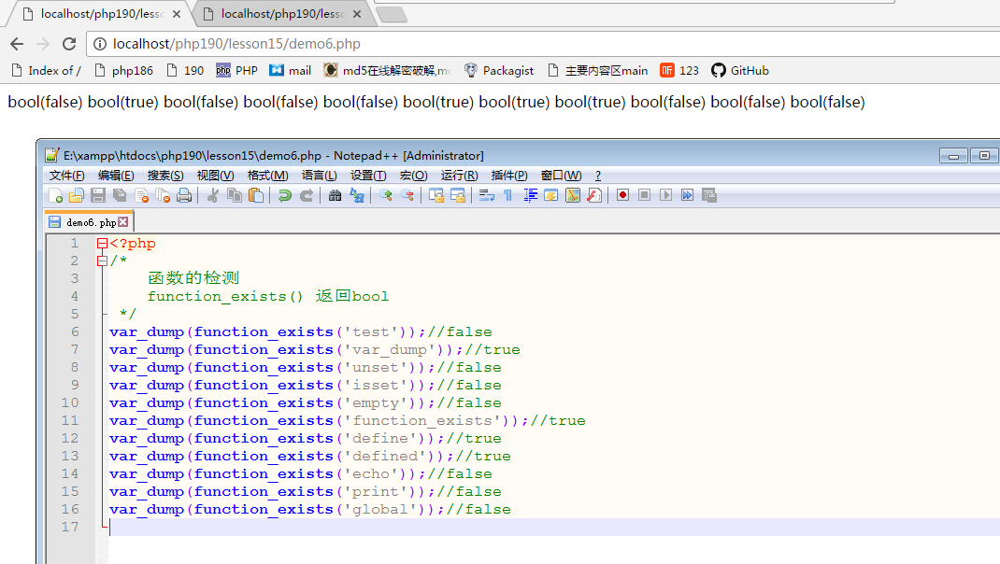 localhost/php190/lesso
localhost/php190/lesso
localhost/php190/lesson15/demo6.php
Index of / php186 190 PHP mail md5在线解密破解,m Packagist 主要内容区main 123 GitHub
bool(false) bool(true) bool(false) bool(false) bool(false) bool(true) bool(true) bool(true) bool(false) bool(false) bool(false)
E:\xampp\htdocs\php190\lesson15\demo6.php - Notepad++ [Administrator]
文件(F) 编辑(E) 搜索(S) 视图(V) 格式(M) 语言(L) 设置(T) 宏(O) 运行(R) 插件(P) 窗口(W) ?
demo6.php
1 <?php
2 /*
3 函数的检测
4 function_exists() 返回bool
5 */
6 var_dump(function_exists('test'));//false
7 var_dump(function_exists('var_dump'));//true
8 var_dump(function_exists('unset'));//false
9 var_dump(function_exists('isset'));//false
10 var_dump(function_exists('empty'));//false
11 var_dump(function_exists('function_exists'));//true
12 var_dump(function_exists('define'));//true
13 var_dump(function_exists('defined'));//true
14 var_dump(function_exists('echo'));//false
15 var_dump(function_exists('print'));//false
16 var_dump(function_exists('global'));//false
17